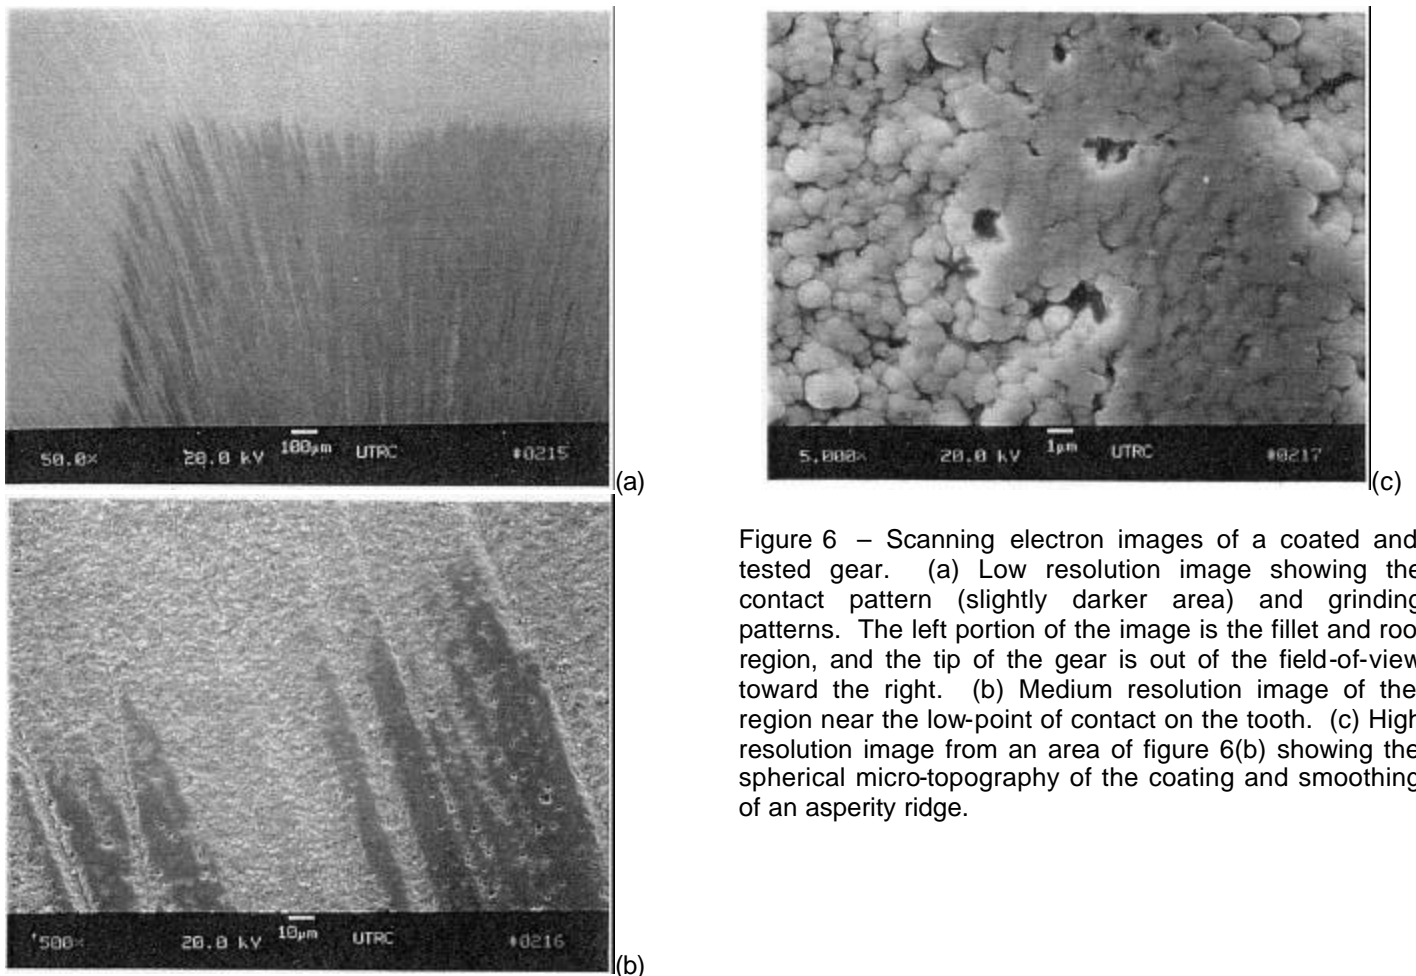 50.0× 20.0 kV 100µm UTRC #0215
(a)
5,000× 20.0 kV 1µm UTRC #0217
(c)
500× 20.0 kV 10µm UTRC #0216
(b)
Figure 6 – Scanning electron images of a coated and
tested gear. (a) Low resolution image showing the
contact pattern (slightly darker area) and grinding
patterns. The left portion of the image is the fillet and roo
region, and the tip of the gear is out of the field-of-view
toward the right. (b) Medium resolution image of the
region near the low-point of contact on the tooth. (c) High
resolution image from an area of figure 6(b) showing the
spherical micro-topography of the coating and smoothing
of an asperity ridge.